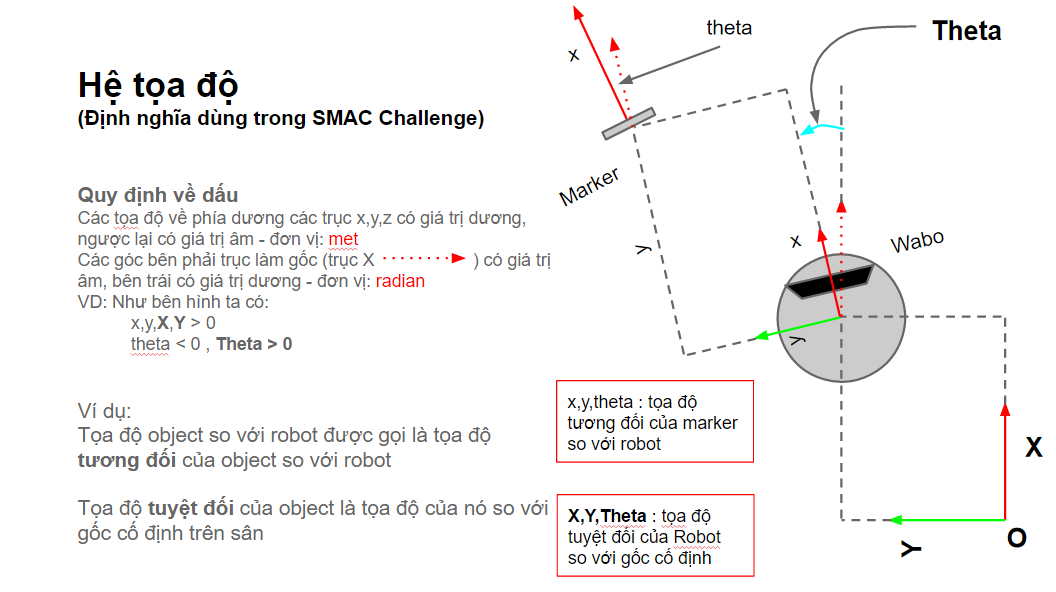 Hệ tọa độ
(Định nghĩa dùng trong SMAC Challenge)
Quy định về dấu
Các tọa độ về phía dương các trục x,y,z có giá trị dương,
ngược lại có giá trị âm - đơn vị: met
Các góc bên phải trục làm gốc (trục X ) có giá trị
âm, bên trái có giá trị dương - đơn vị: radian
VD: Như bên hình ta có:
x,y,X,Y > 0
theta < 0 , Theta > 0
Ví dụ:
Tọa độ object so với robot được gọi là tọa độ
tương đối của object so với robot
Tọa độ tuyệt đối của object là tọa độ của nó so với
gốc cố định trên sân
theta
Theta
x
Marker
y
x
Wabo
y
x,y,theta : tọa độ
tương đối của marker
so với robot
X,Y,Theta : tọa độ
tuyệt đối của Robot
so với gốc cố định
X
Y
O